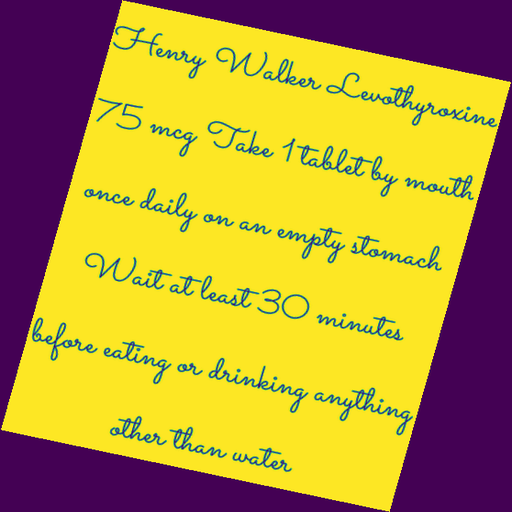 Henry Walker Levothyroxine
75 mcg Take 1 tablet by mouth
once daily on an empty stomach
Wait at least 30 minutes
before eating or drinking anything
other than water